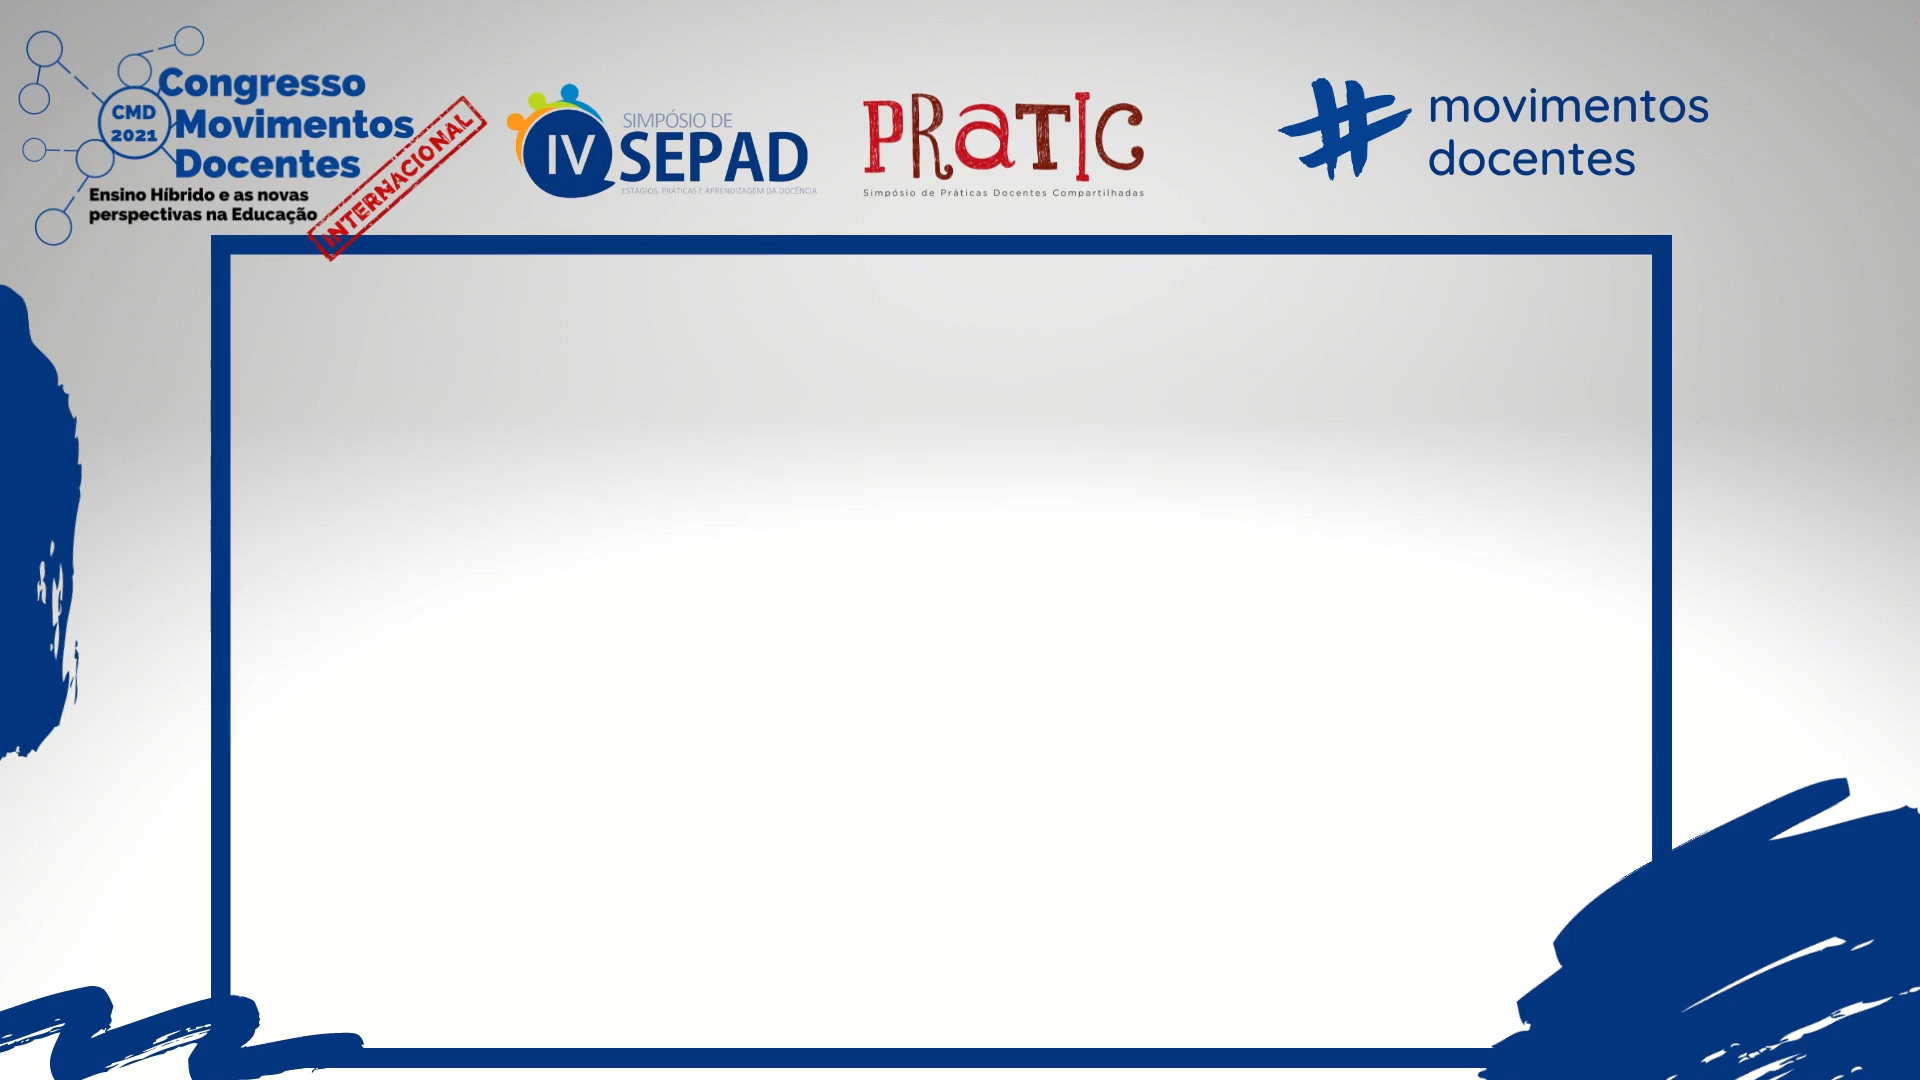 CMD
2021
Congresso
Movimentos
Docentes
Ensino Híbrido e as novas
perspectivas na Educação
INTERNACIONAL
IV
SIMPÓSIO DE
SEPAD
ESTÁGIOS, PRÁTICAS E APRENDIZAGEM DA DOCÊNCIA
PRATIC
Simpósio de Práticas Docentes Compartilhadas
# movimentos
docentes